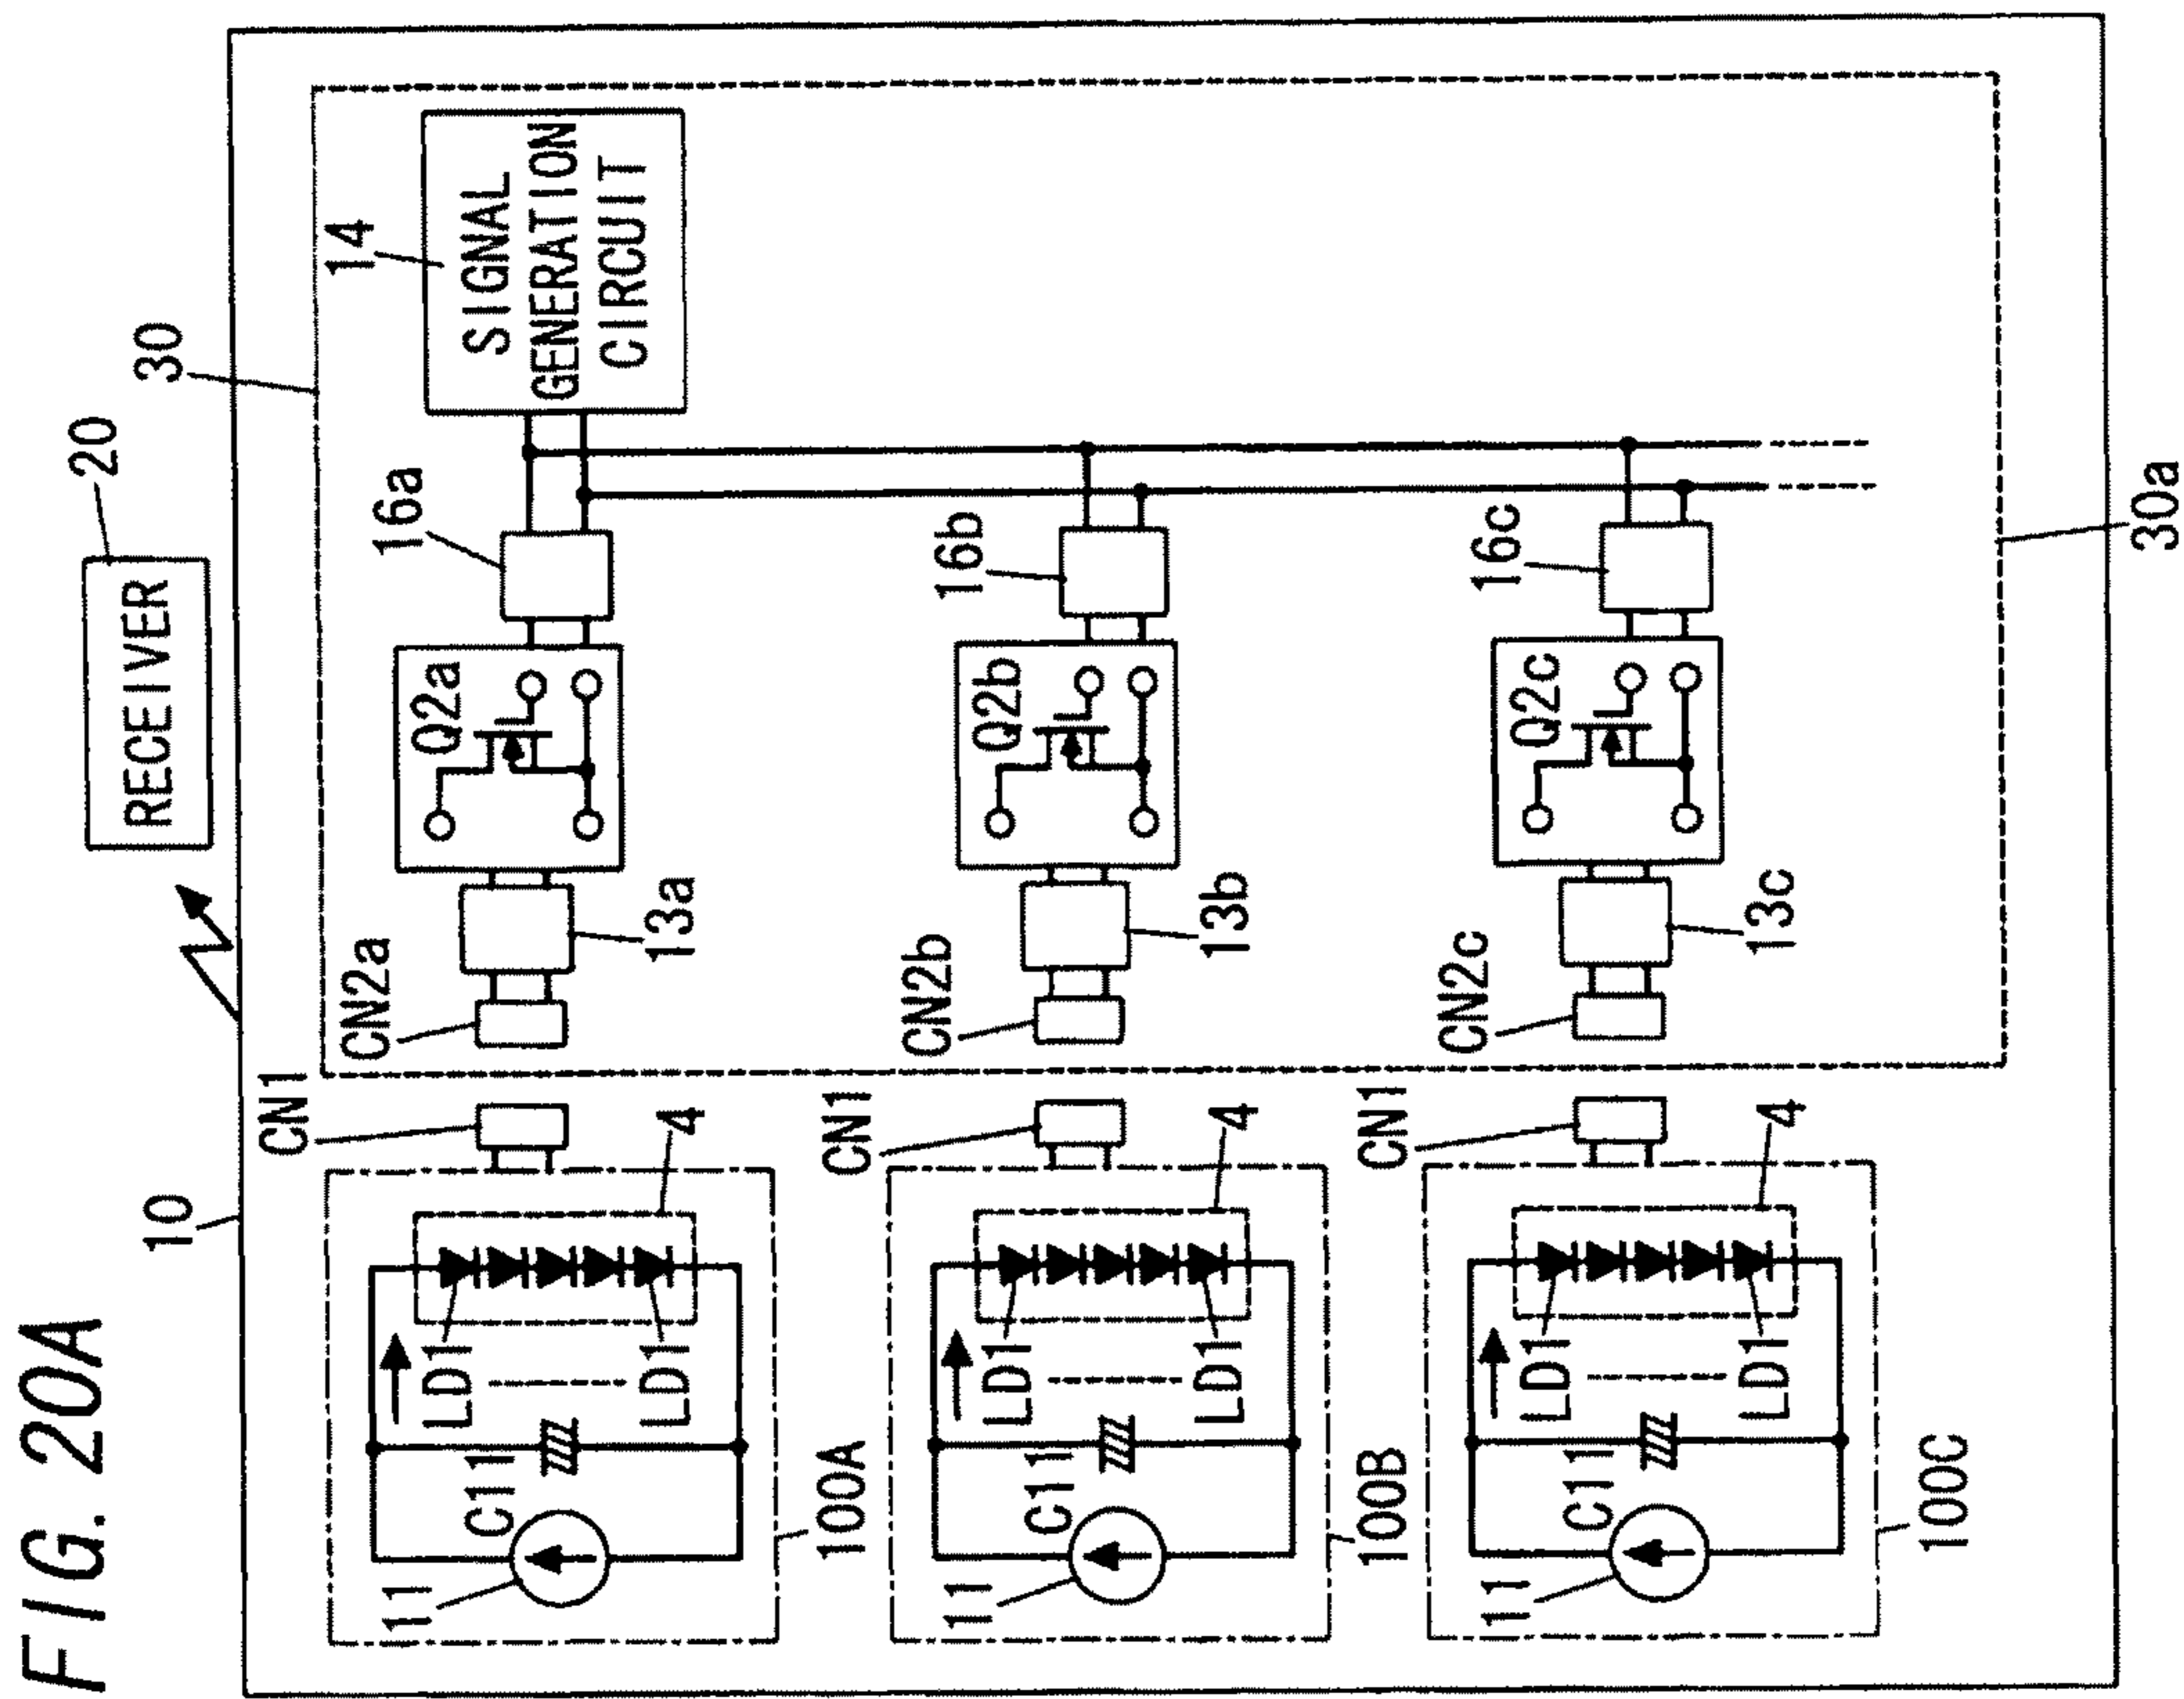 FIG. 20A
10
20
RECEIVER
30
14
SIGNAL
GENERATION
CIRCUIT
CN1
CN2a
13a
Q2a
16a
11
C11
LD1
LD1
4
100A
CN1
CN2b
13b
Q2b
16b
11
C11
LD1
LD1
4
100B
CN1
CN2c
13c
Q2c
16c
11
C11
LD1
LD1
4
100C
30a